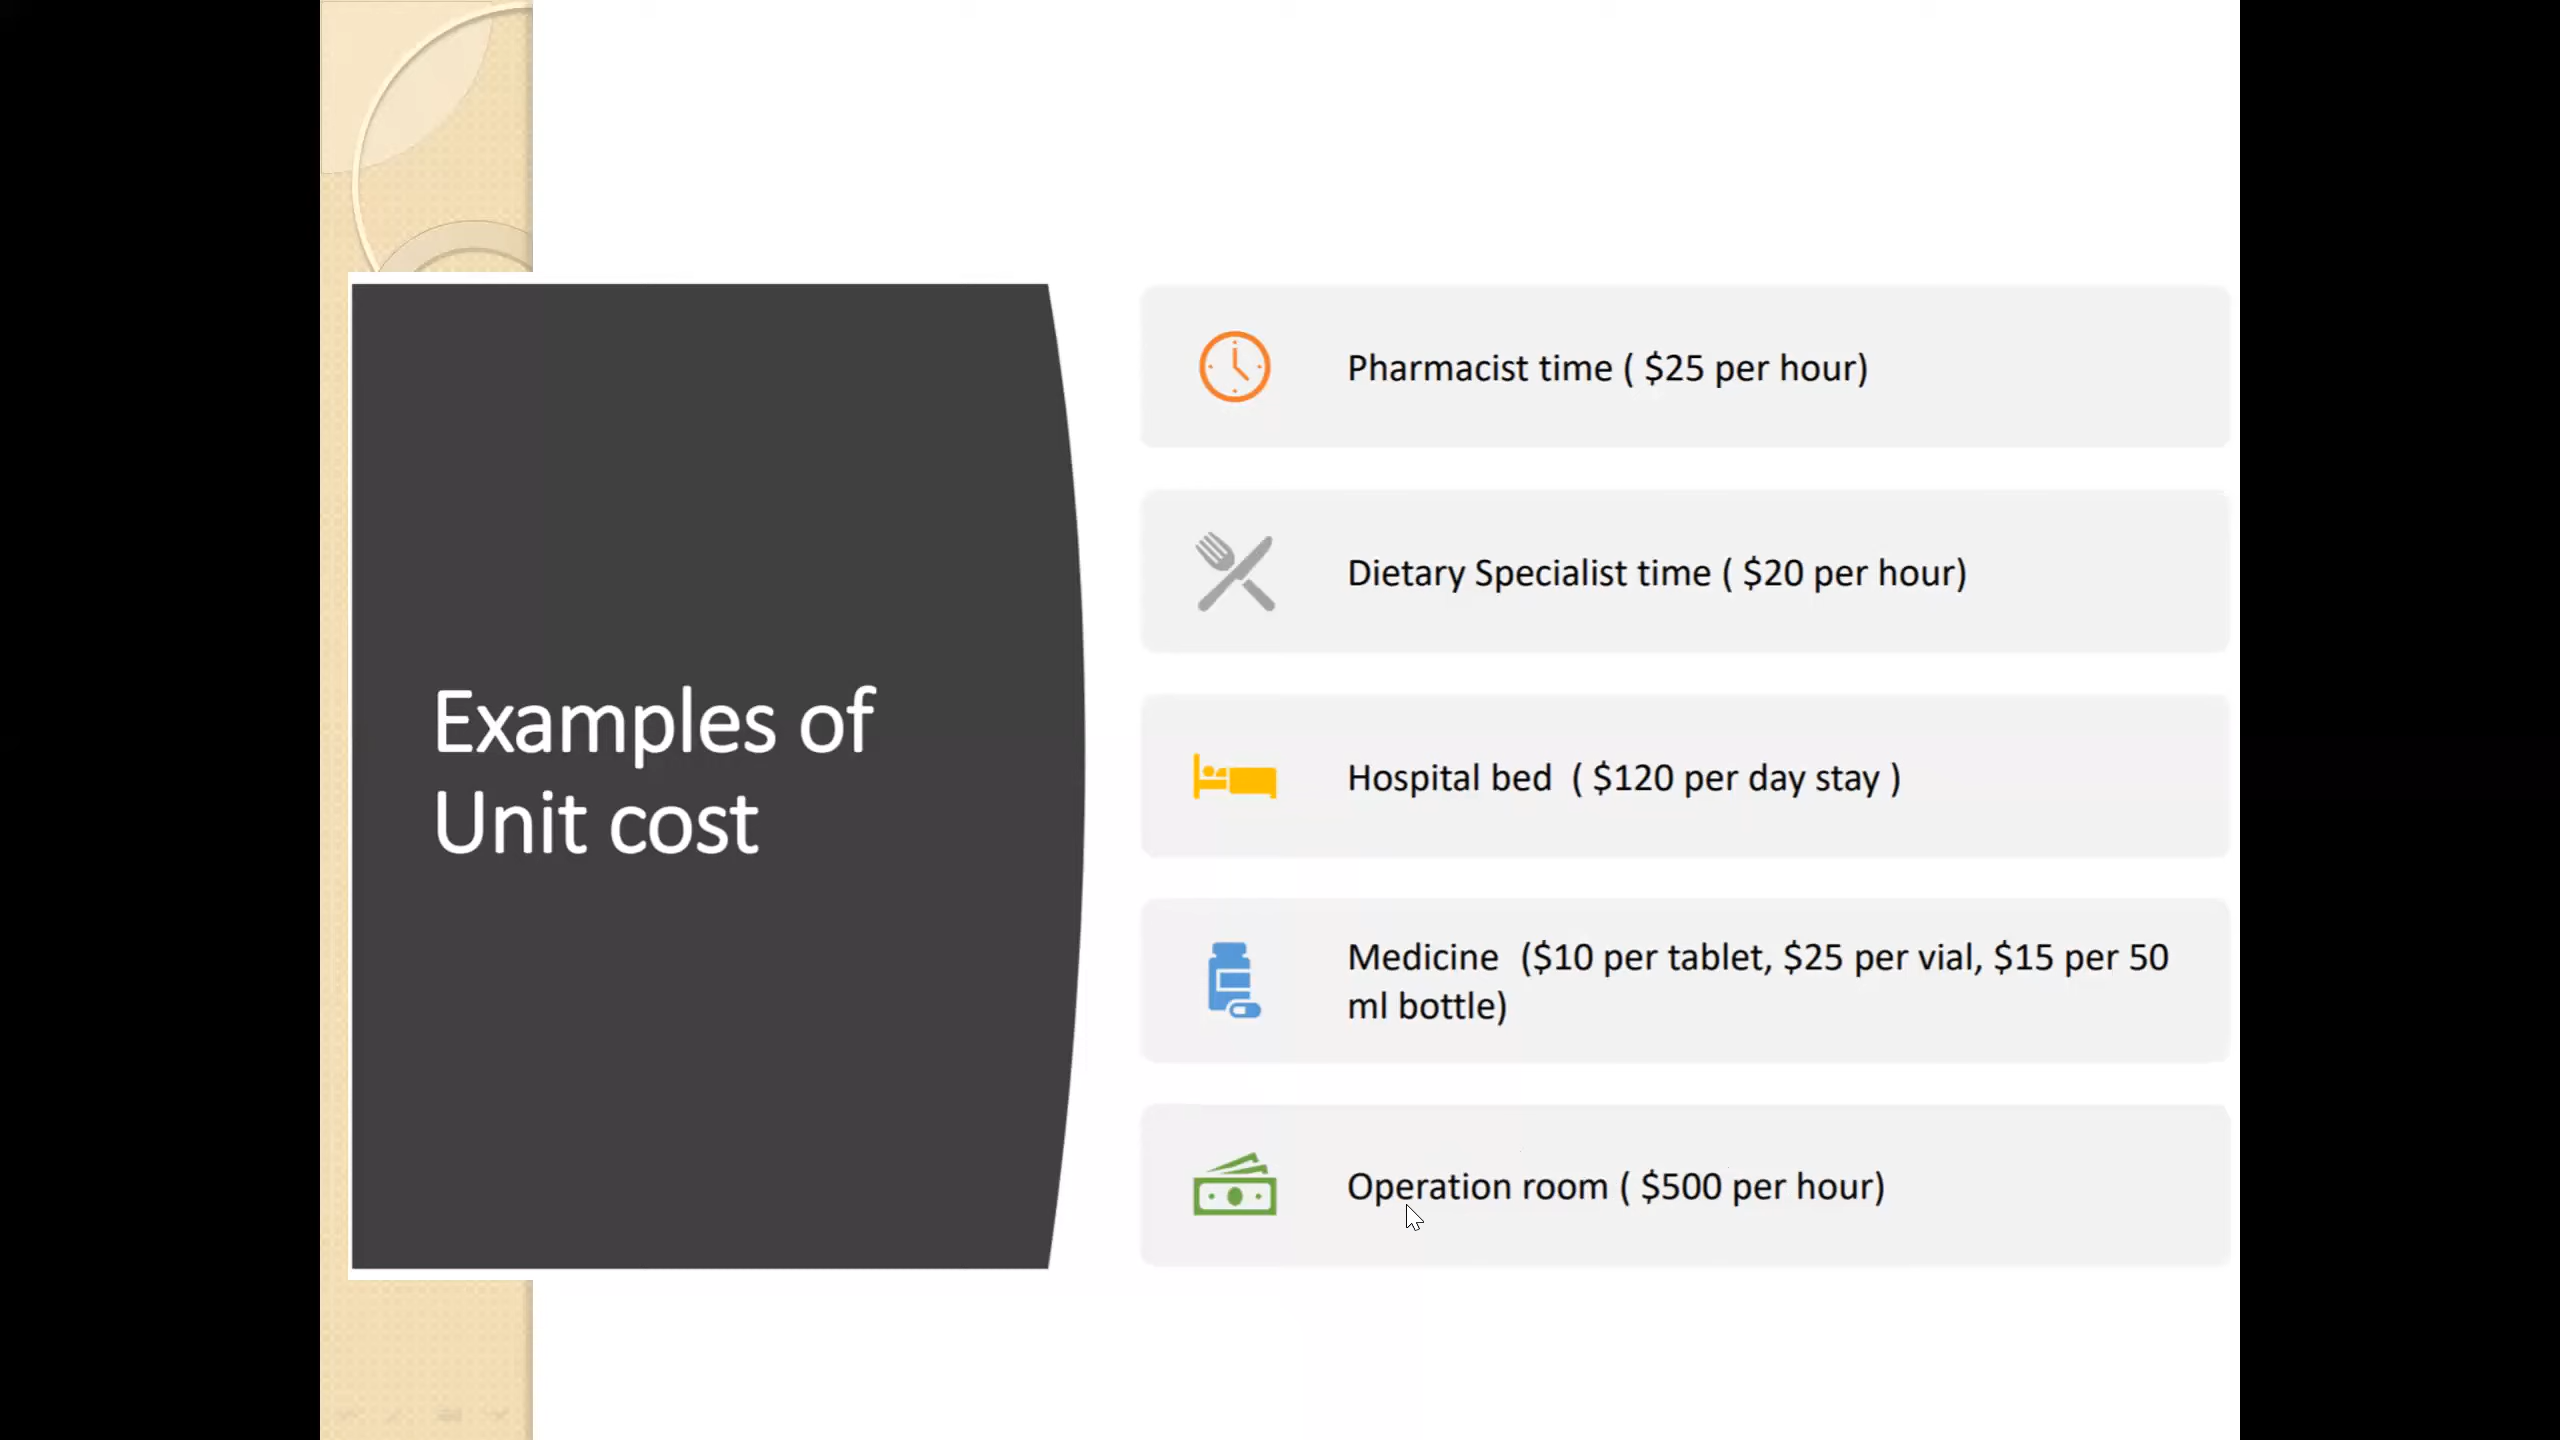 Examples of
Unit cost
Pharmacist time ( $25 per hour)
Dietary Specialist time ( $20 per hour)
Hospital bed  ( $120 per day stay )
Medicine  ($10 per tablet, $25 per vial, $15 per 50
ml bottle)
Operation room ( $500 per hour)